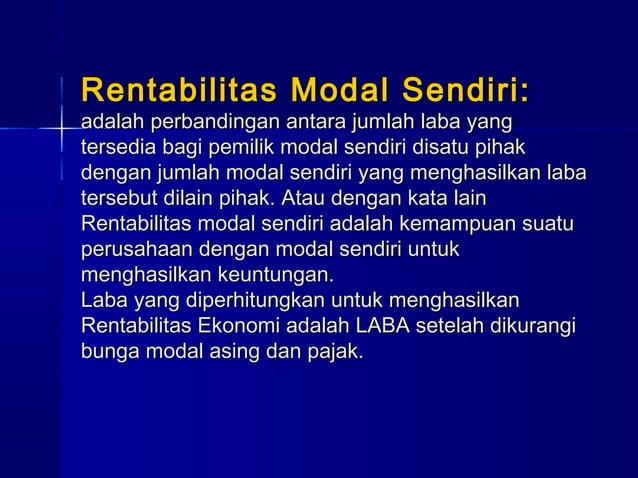 Rentabilitas Modal Sendiri:
adalah perbandingan antara jumlah laba yang
tersedia bagi pemilik modal sendiri disatu pihak
dengan jumlah modal sendiri yang menghasilkan laba
tersebut dilain pihak. Atau dengan kata lain
Rentabilitas modal sendiri adalah kemampuan suatu
perusahaan dengan modal sendiri untuk
menghasilkan keuntungan.
Laba yang diperhitungkan untuk menghasilkan
Rentabilitas Ekonomi adalah LABA setelah dikurangi
bunga modal asing dan pajak.